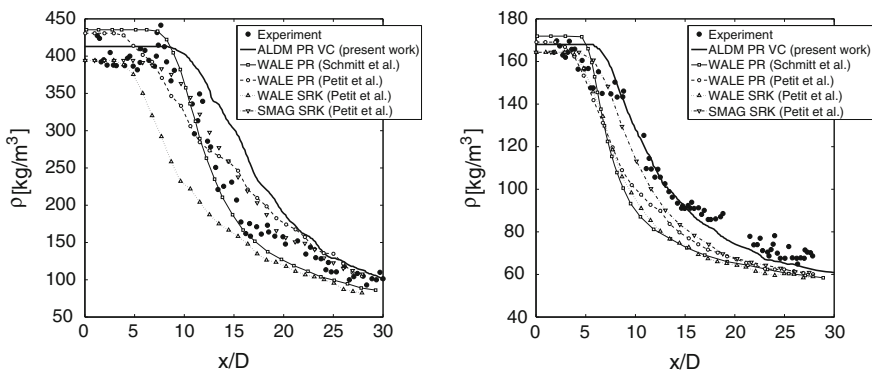 450
400
350
300
250
200
150
100
50
ρ [kg/m³]
Experiment
ALDM PR VC (present work)
WALE PR (Schmitt et al.)
WALE PR (Petit et al.)
WALE SRK (Petit et al.)
SMAG SRK (Petit et al.)
0 5 10 15 20 25 30
x/D
180
160
140
120
100
80
60
40
ρ [kg/m³]
Experiment
ALDM PR VC (present work)
WALE PR (Schmitt et al.)
WALE PR (Petit et al.)
WALE SRK (Petit et al.)
SMAG SRK (Petit et al.)
0 5 10 15 20 25 30
x/D